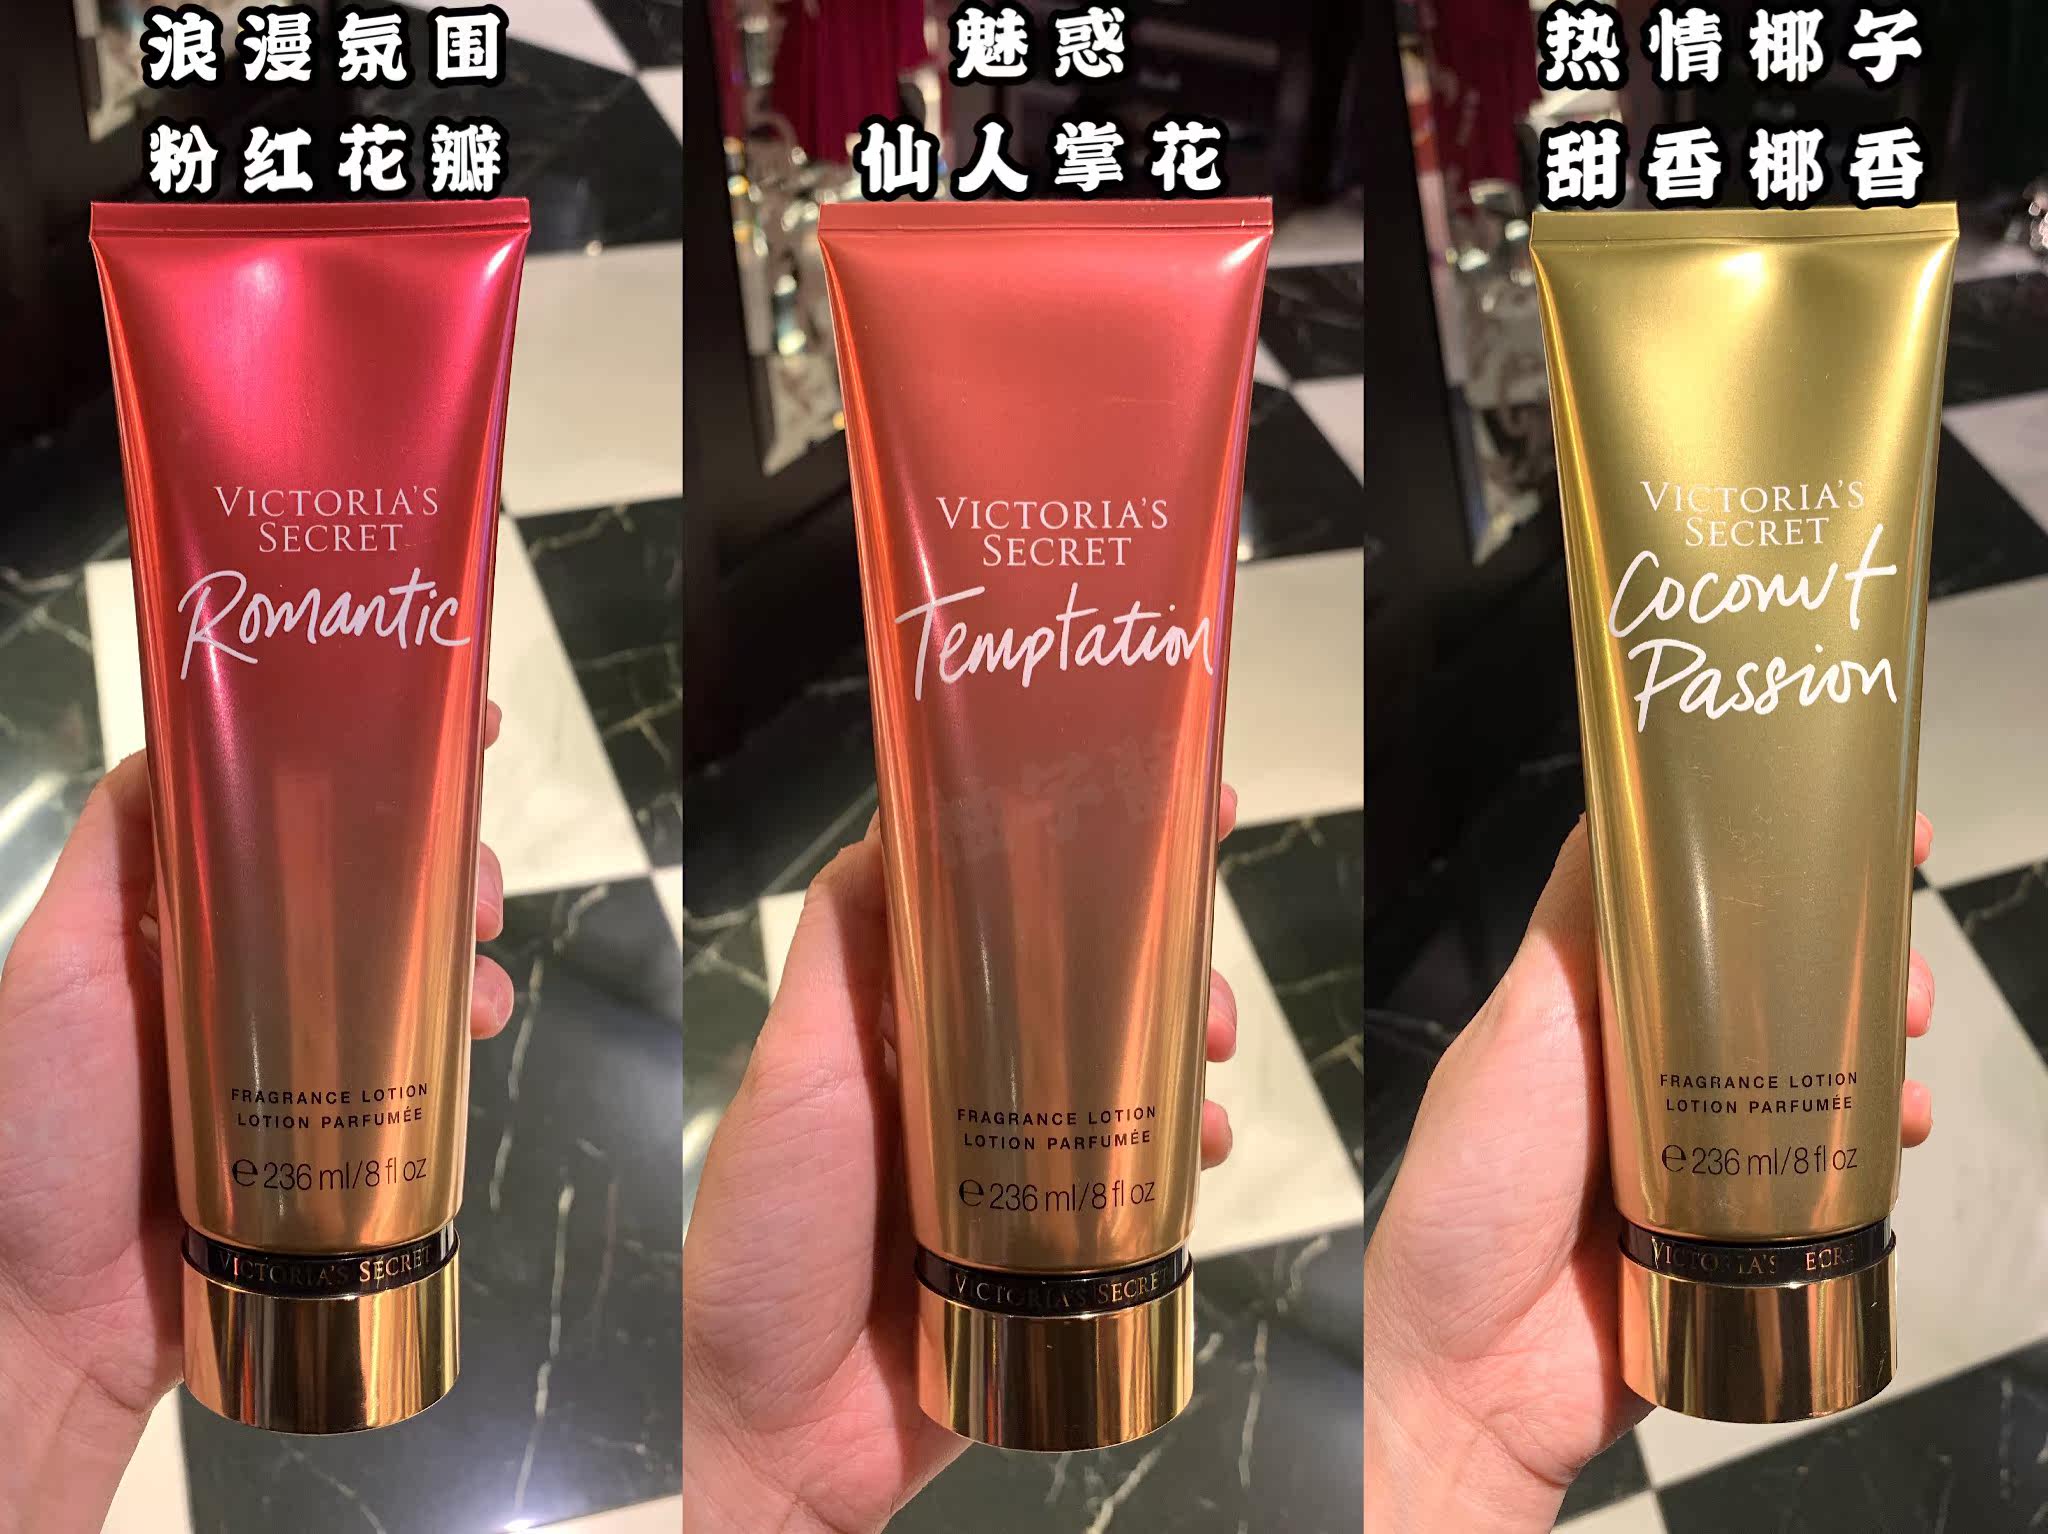 浪漫氛围
粉红花瓣
VICTORIA'S
SECRET
Romantic
FRAGRANCE LOTION
LOTION PARFUMÉE
℮236 ml/8 fl oz
VICTORIA'S SECRET
魅惑
仙人掌花
VICTORIA'S
SECRET
Temptation
FRAGRANCE LOTION
LOTION PARFUMÉE
℮236 ml/8 fl oz
VICTORIA'S SECRET
热情椰子
甜香椰香
VICTORIA'S
SECRET
Coconut
Passion
FRAGRANCE LOTION
LOTION PARFUMÉE
℮236 ml/8 fl oz
VICTORIA'S SECRET